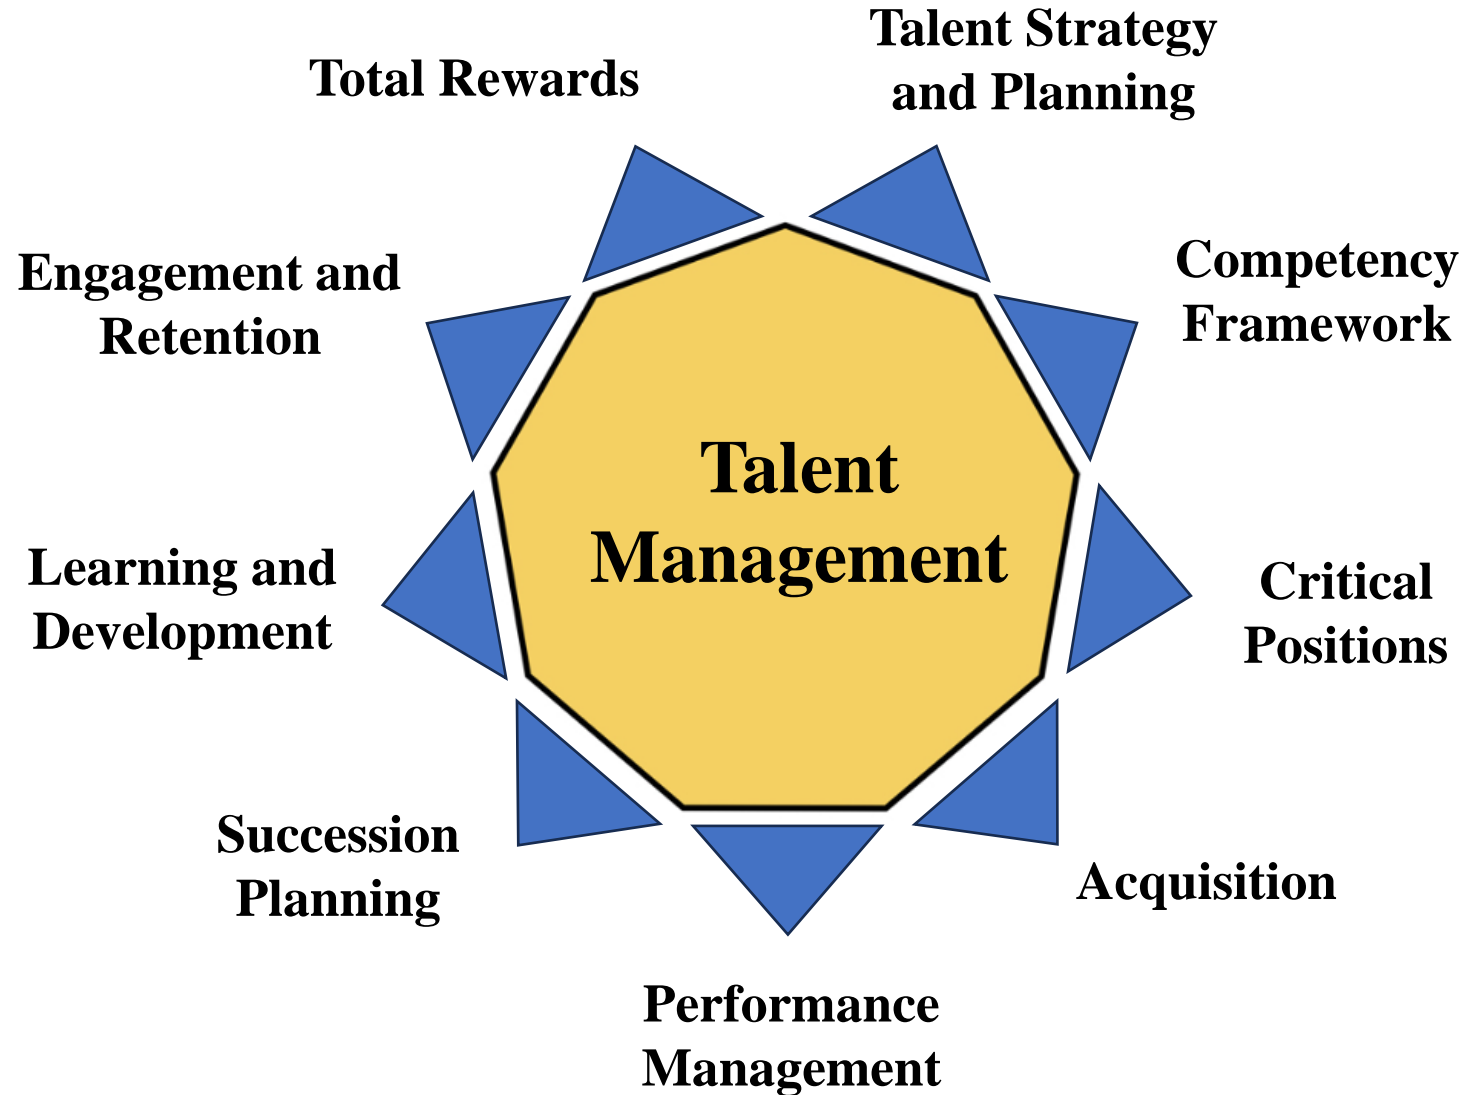 Talent Strategy
and Planning
Total Rewards
Competency
Framework
Engagement and
Retention
Talent
Management
Learning and
Development
Critical
Positions
Succession
Planning
Acquisition
Performance
Management